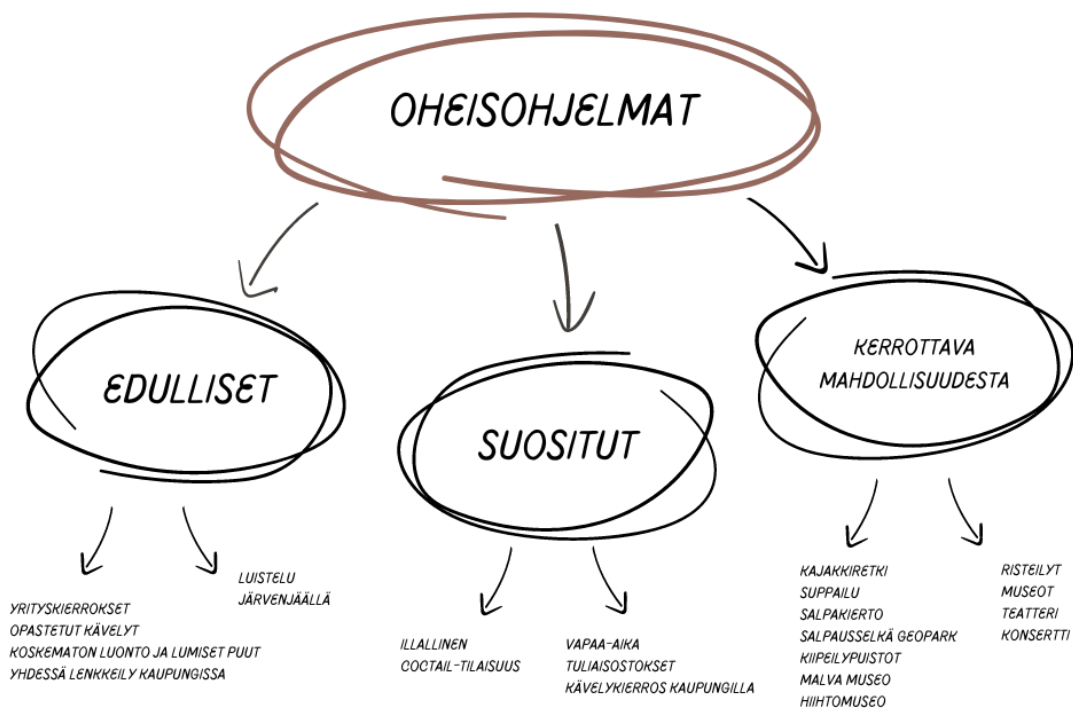 OHEISOHJELMAT
EDULLISET
SUOSITUT
KERROTTAVA
MAHDOLLISUUDESTA
YRITYSKIERROKSET
OPASTETUT KÄVELYT
KOSKEMATON LUONTO JA LUMISET PUUT
YHDESSÄ LENKKEILY KAUPUNGISSA
LUISTELU
JÄRVENJÄÄLLÄ
ILLALLINEN
COCTAIL-TILAISUUS
VAPAA-AIKA
TULIAISOSTOKSET
KÄVELYKIERROS KAUPUNGILLA
KAJAKKIRETKI
SUPPAILU
SALPAKIERTO
SALPAUSSELKÄ GEOPARK
KIIPEILYPUISTOT
MALVA MUSEO
HIIHTOMUSEO
RISTEILYT
MUSEOT
TEATTERI
KONSERTTI